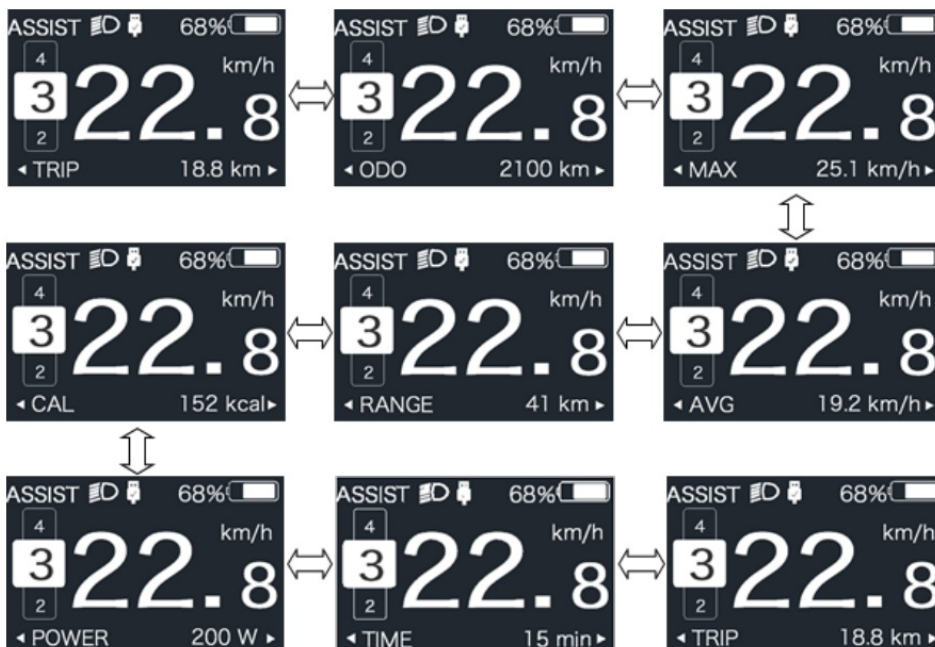 ASSIST 68%
4
km/h
3
22.8
2
◂ TRIP 18.8 km ▸
ASSIST 68%
4
km/h
3
22.8
2
◂ ODO 2100 km ▸
ASSIST 68%
4
km/h
3
22.8
2
◂ MAX 25.1 km/h ▸
ASSIST 68%
4
km/h
3
22.8
2
◂ CAL 152 kcal ▸
ASSIST 68%
4
km/h
3
22.8
2
◂ RANGE 41 km ▸
ASSIST 68%
4
km/h
3
22.8
2
◂ AVG 19.2 km/h ▸
ASSIST 68%
4
km/h
3
22.8
2
◂ POWER 200 W ▸
ASSIST 68%
4
km/h
3
22.8
2
◂ TIME 15 min ▸
ASSIST 68%
4
km/h
3
22.8
2
◂ TRIP 18.8 km ▸